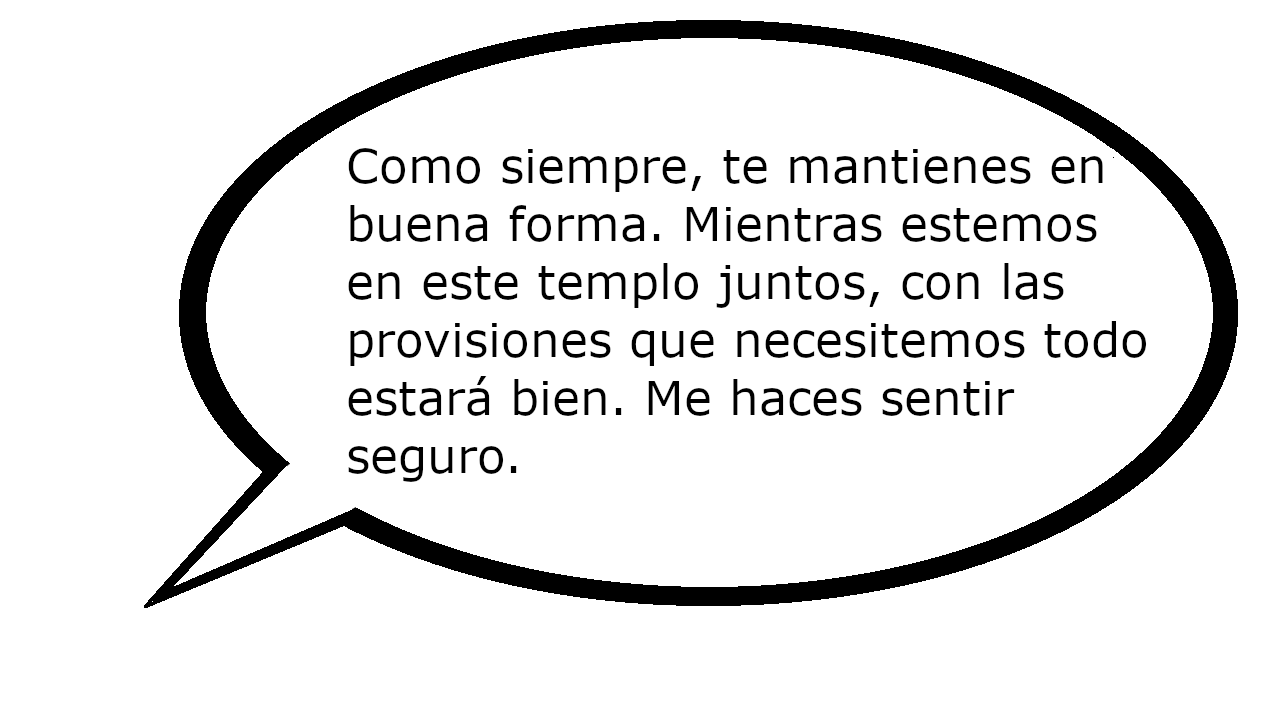 Como siempre, te mantienes en
buena forma. Mientras estemos
en este templo juntos, con las
provisiones que necesitemos todo
estará bien. Me haces sentir
seguro.